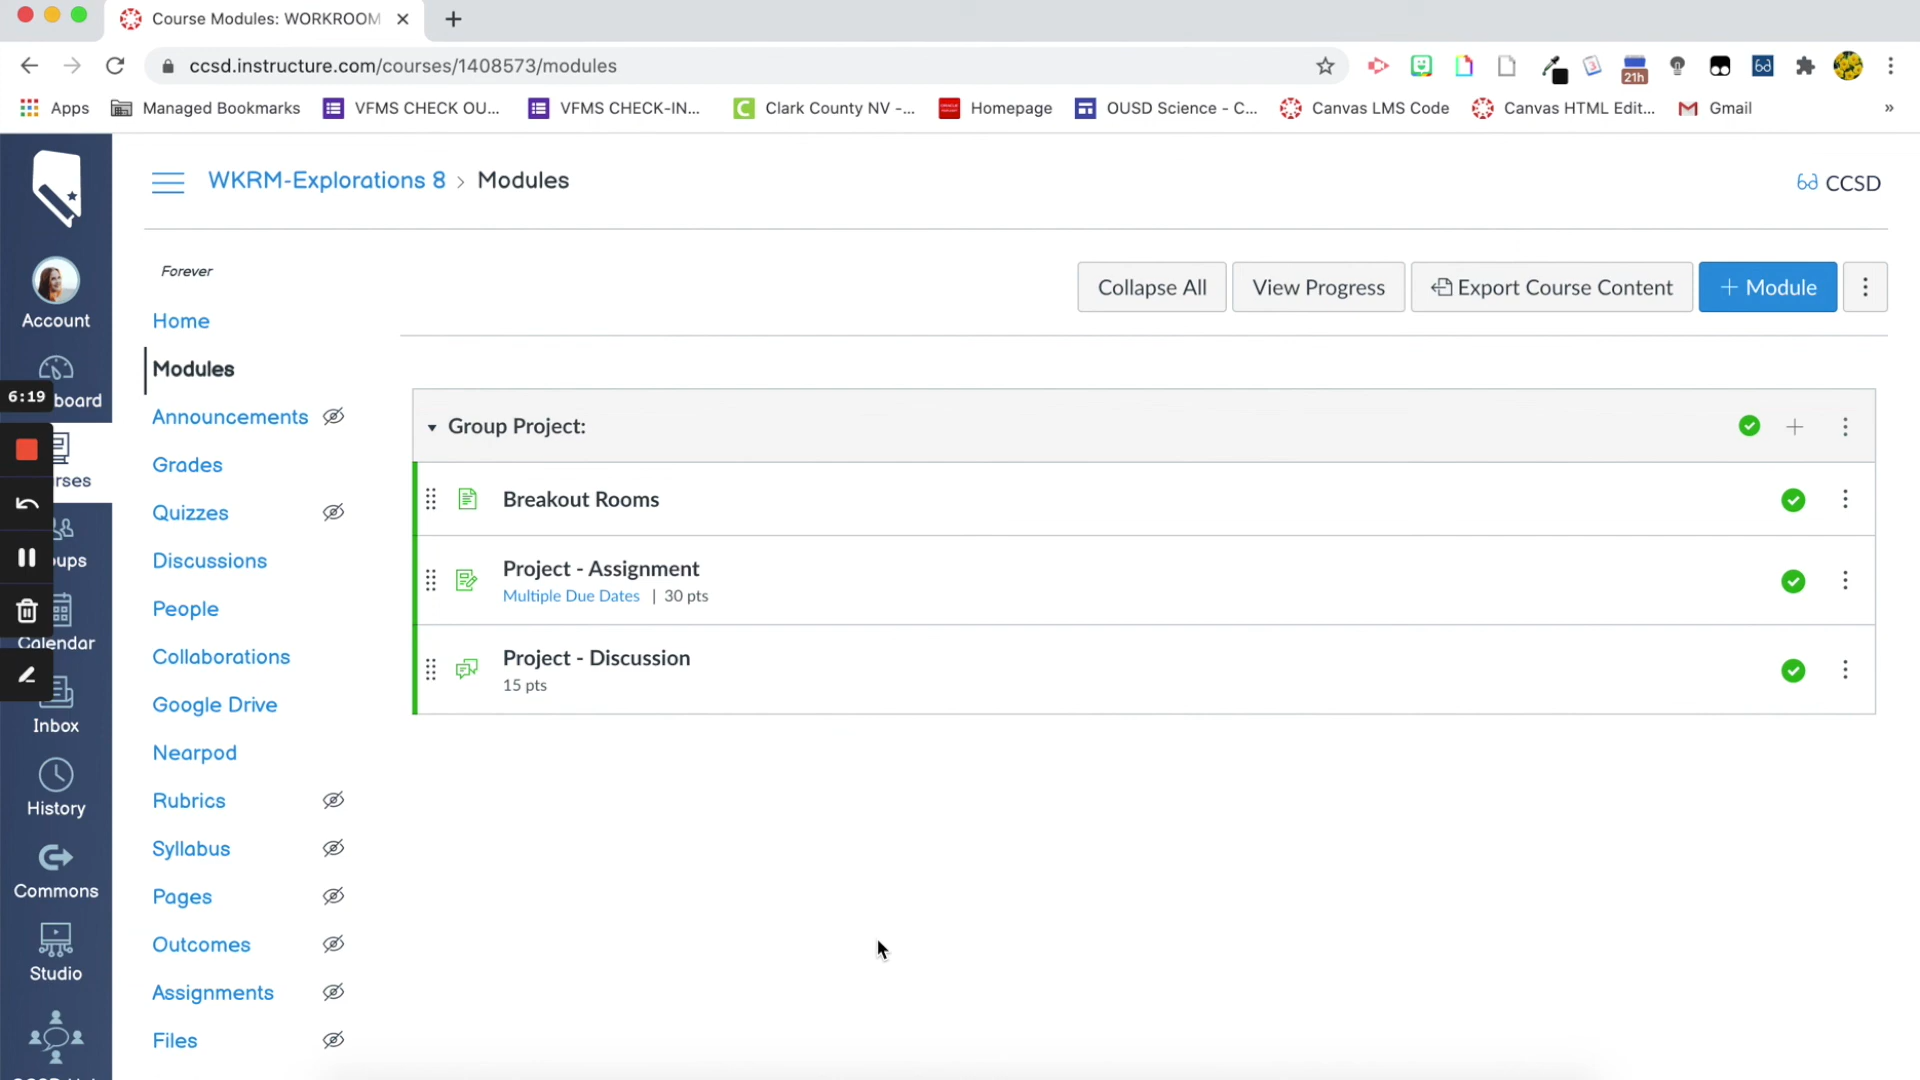 Course Modules: WORKROOM
ccsd.instructure.com/courses/1408573/modules
21h
Apps
Managed Bookmarks
VFMS CHECK OU...
VFMS CHECK-IN...
Clark County NV -...
Homepage
OUSD Science - C...
Canvas LMS Code
Canvas HTML Edit...
Gmail
»
WKRM-Explorations 8 > Modules
CCSD
Account
board
6:19
rses
oups
Calendar
Inbox
History
Commons
Studio
Forever
Home
Modules
Announcements
Grades
Quizzes
Discussions
People
Collaborations
Google Drive
Nearpod
Rubrics
Syllabus
Pages
Outcomes
Assignments
Files
Collapse All
View Progress
Export Course Content
+ Module
Group Project:
Breakout Rooms
Project - Assignment
Multiple Due Dates | 30 pts
Project - Discussion
15 pts